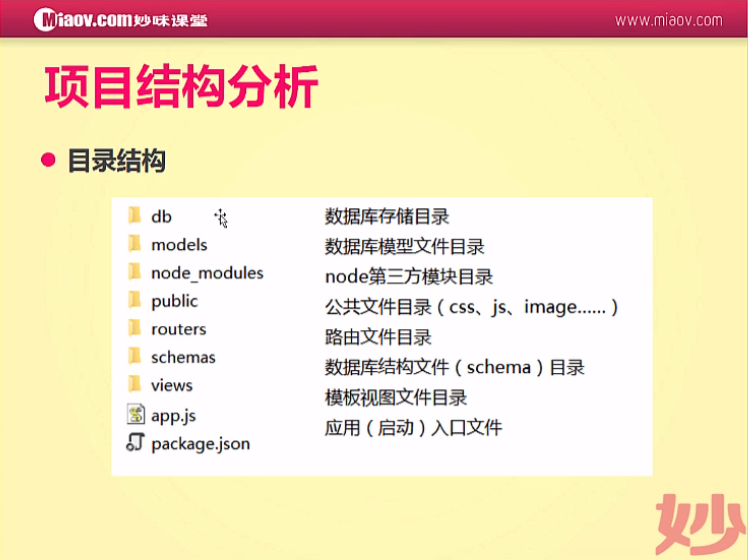 Miaov.com妙味课堂
www.miaov.com
项目结构分析
目录结构
db 数据库存储目录
models 数据库模型文件目录
node_modules node第三方模块目录
public 公共文件目录（css、js、image……）
routers 路由文件目录
schemas 数据库结构文件（schema）目录
views 模板视图文件目录
app.js 应用（启动）入口文件
package.json
妙